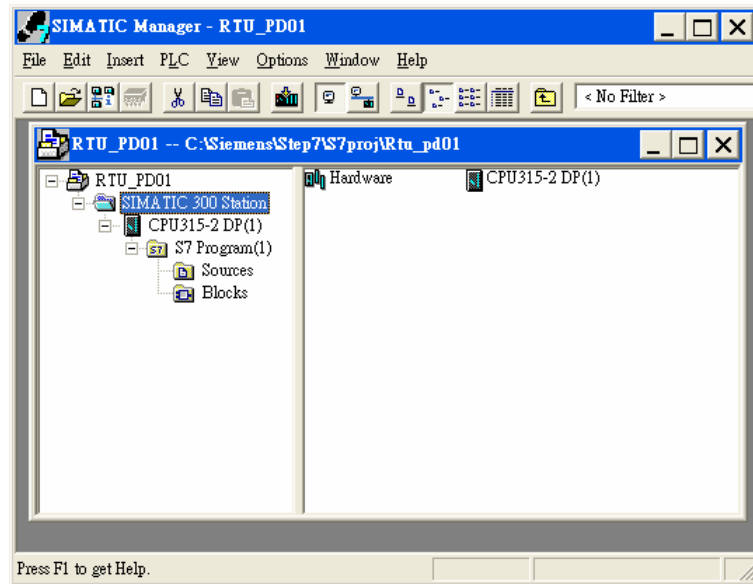 SIMATIC Manager - RTU_PD01
File Edit Insert PLC View Options Window Help
< No Filter >
RTU_PD01 -- C:\Siemens\Step7\S7proj\Rtu_pd01
RTU_PD01
SIMATIC 300 Station
CPU315-2 DP(1)
S7 Program(1)
Sources
Blocks
Hardware CPU315-2 DP(1)
Press F1 to get Help.